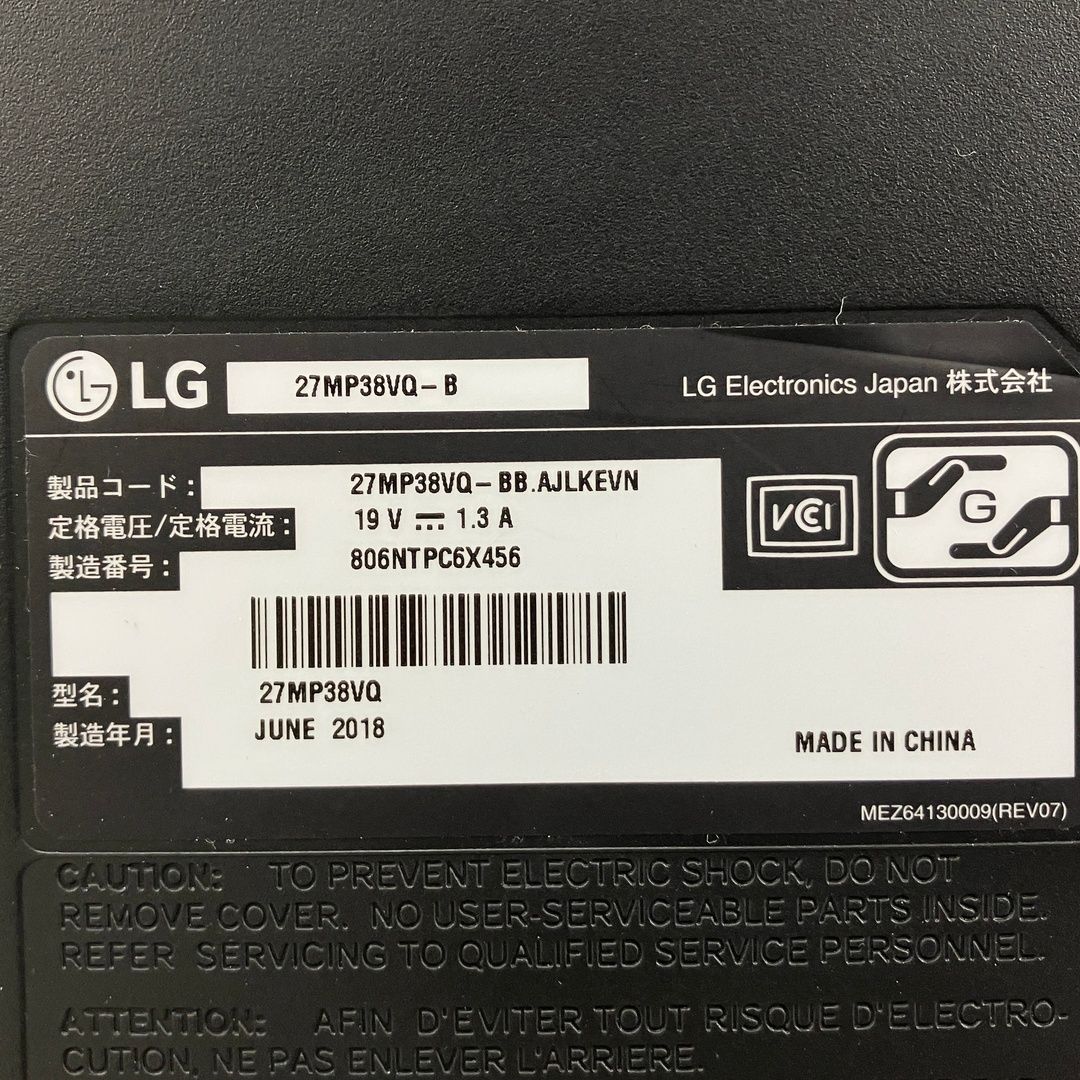 LG 27MP38VQ-B LG Electronics Japan 株式会社
製品コード: 27MP38VQ-BB.AJLKEVN
定格電圧/定格電流: 19 V ⎓ 1.3 A
製造番号: 806NTPC6X456
VCCI
G
型名: 27MP38VQ
製造年月: JUNE 2018
MADE IN CHINA
MEZ64130009(REV07)
CAUTION: TO PREVENT ELECTRIC SHOCK, DO NOT
REMOVE COVER. NO USER-SERVICEABLE PARTS INSIDE.
REFER SERVICING TO QUALIFIED SERVICE PERSONNEL.
ATTENTION: AFIN D'EVITER TOUT RISQUE D'ELECTRO-
CUTION, NE PAS ENLEVER L'ARRIERE.